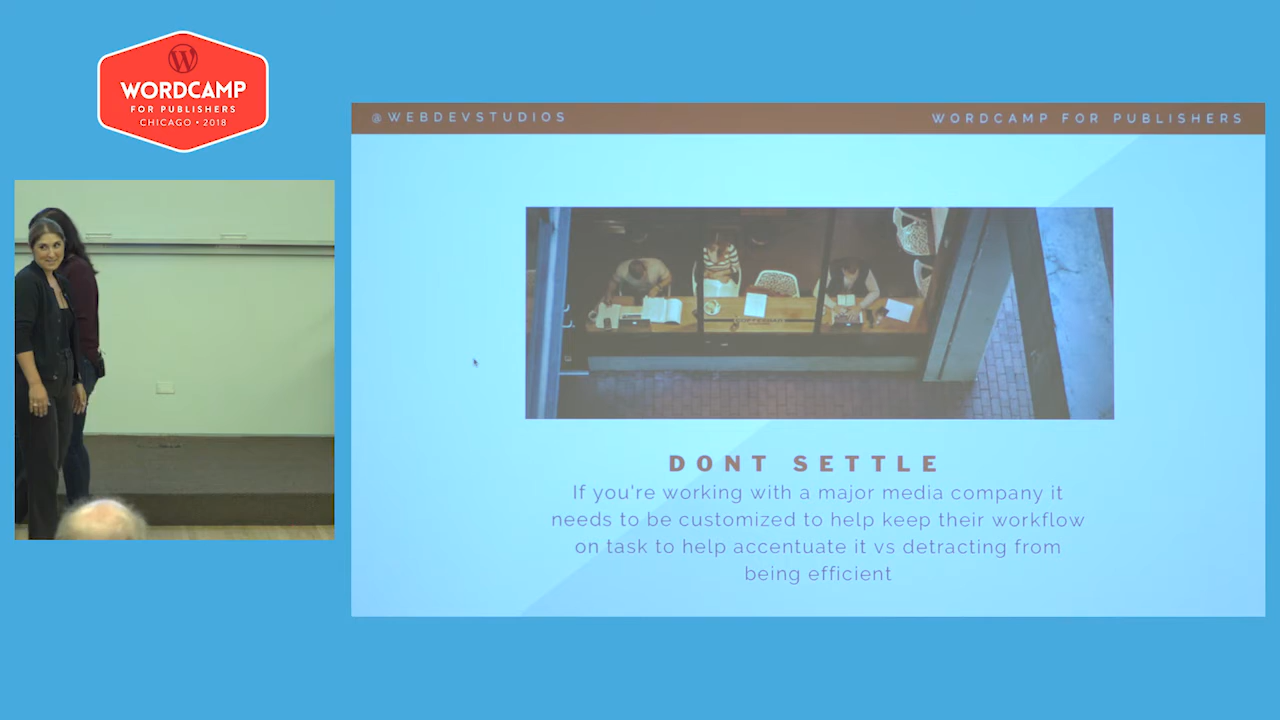 WORDCAMP
FOR PUBLISHERS
CHICAGO • 2018
@WEBDEVSTUDIOS
WORDCAMP FOR PUBLISHERS
DONT SETTLE
If you're working with a major media company it
needs to be customized to help keep their workflow
on task to help accentuate it vs detracting from
being efficient